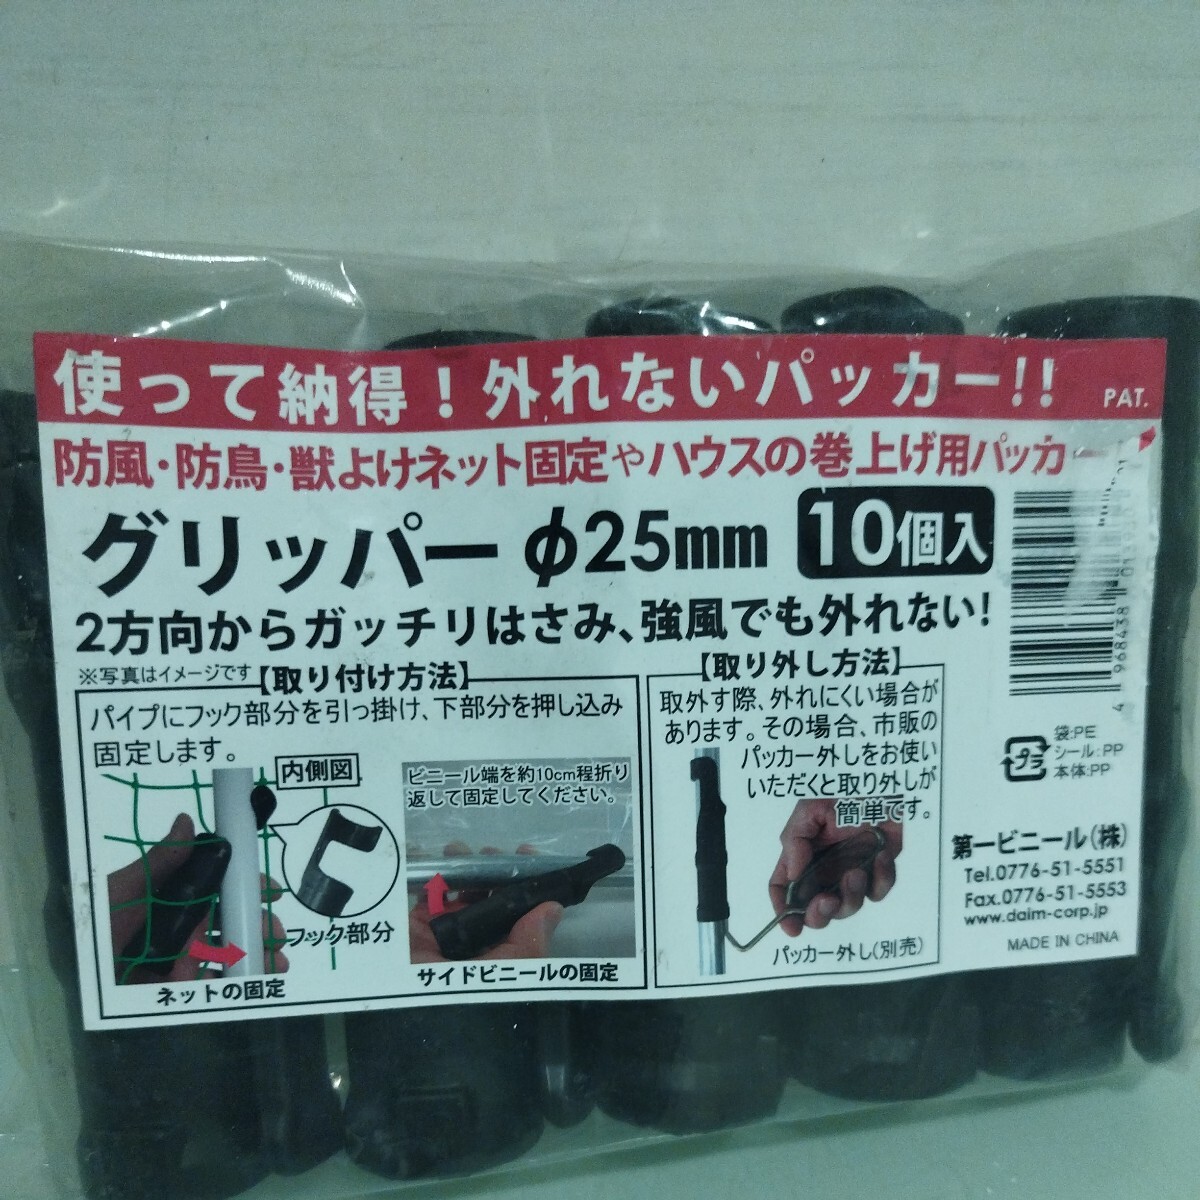 使って納得!外れないパッカー!!
PAT.
防風・防鳥・獣よけネット固定やハウスの巻上げ用パッカー
グリッパー φ25mm 10個入
2方向からガッチリはさみ、強風でも外れない!
※写真はイメージです
【取り付け方法】
パイプにフック部分を引っ掛け、下部分を押し込み
固定します。
内側図
フック部分
ネットの固定
ビニール端を約10cm程折り
返して固定してください。
サイドビニールの固定
【取り外し方法】
取外す際、外れにくい場合が
あります。その場合、市販の
パッカー外しをお使い
いただくと取り外しが
簡単です。
パッカー外し(別売)
4 968438
プラ
袋:PE
シール:PP
本体:PP
第一ビニール(株)
Tel.0776-51-5551
Fax.0776-51-5553
www.daim-corp.jp
MADE IN CHINA